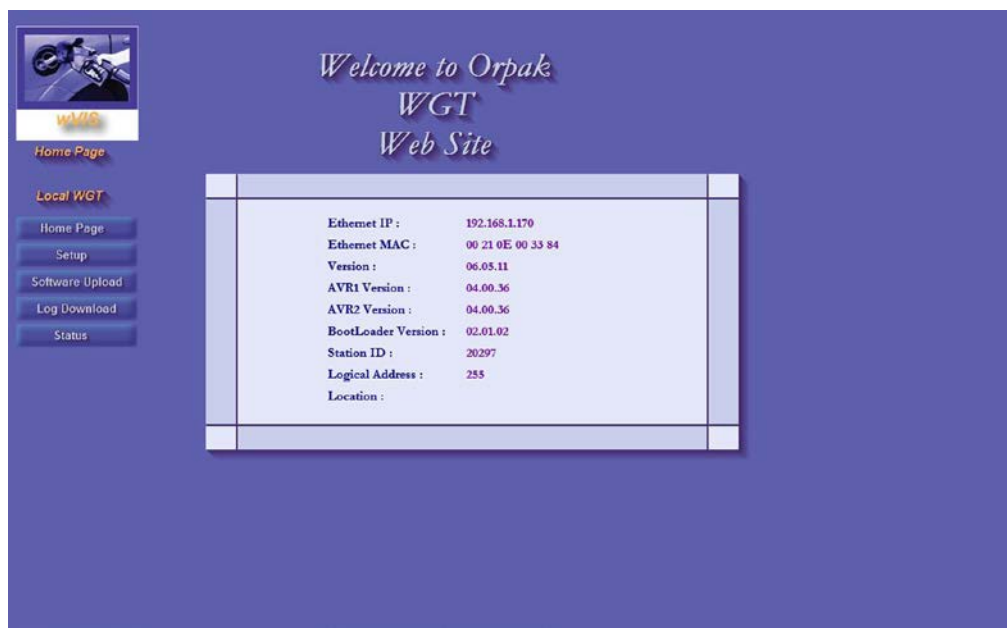 wVIS
Home Page
Local WGT
Home Page
Setup
Software Upload
Log Download
Status
Welcome to Orpak
WGT
Web Site
Ethernet IP : 192.168.1.170
Ethernet MAC : 00 21 0E 00 33 84
Version : 06.05.11
AVR1 Version : 04.00.36
AVR2 Version : 04.00.36
BootLoader Version : 02.01.02
Station ID : 20297
Logical Address : 255
Location :